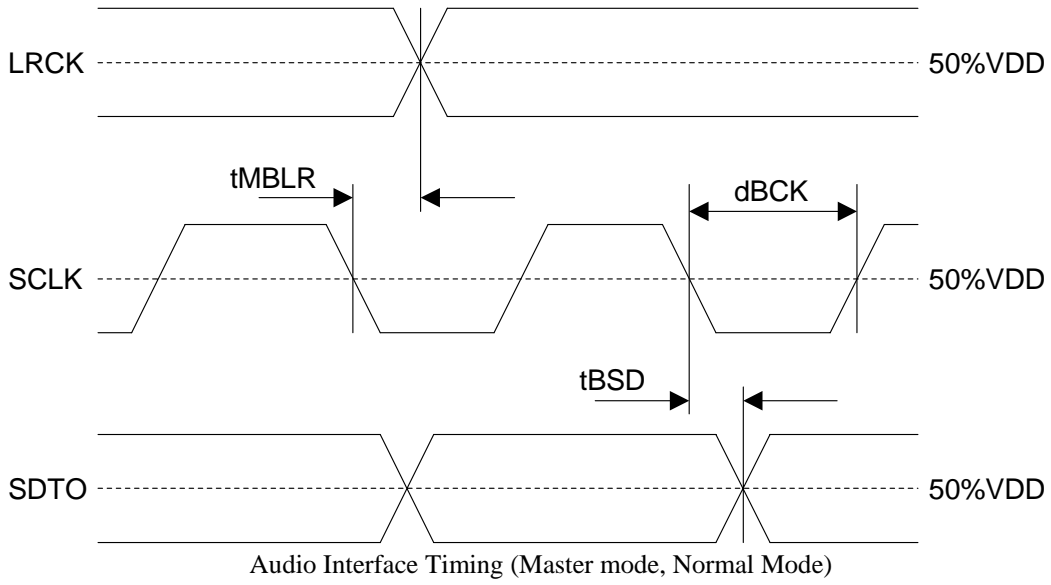 LRCK
50%VDD
tMBLR
dBCK
SCLK
50%VDD
tBSD
SDTO
50%VDD
Audio Interface Timing (Master mode, Normal Mode)